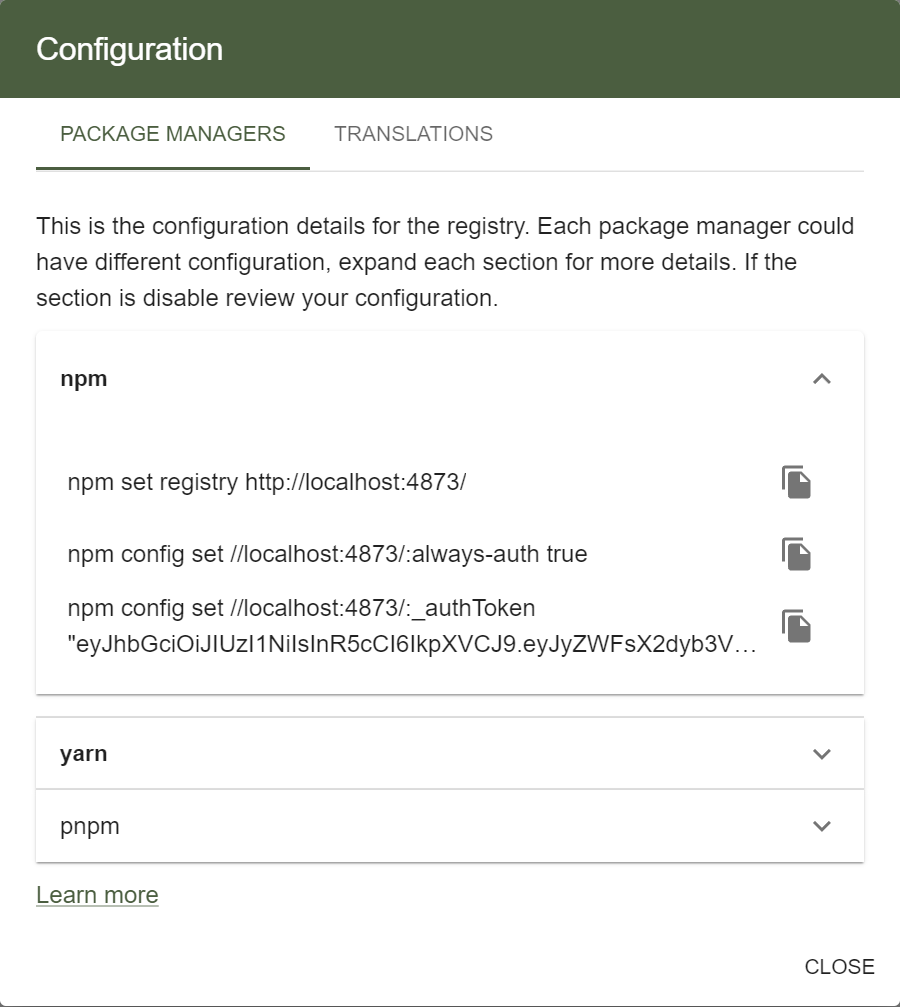 Configuration
PACKAGE MANAGERS TRANSLATIONS
This is the configuration details for the registry. Each package manager could
have different configuration, expand each section for more details. If the
section is disable review your configuration.
npm
npm set registry http://localhost:4873/
npm config set //localhost:4873/:always-auth true
npm config set //localhost:4873/:_authToken
"eyJhbGciOiJIUzI1NiIsInR5cCI6IkpXVCJ9.eyJyZWFsX2dyb3V…
yarn
pnpm
Learn more
CLOSE